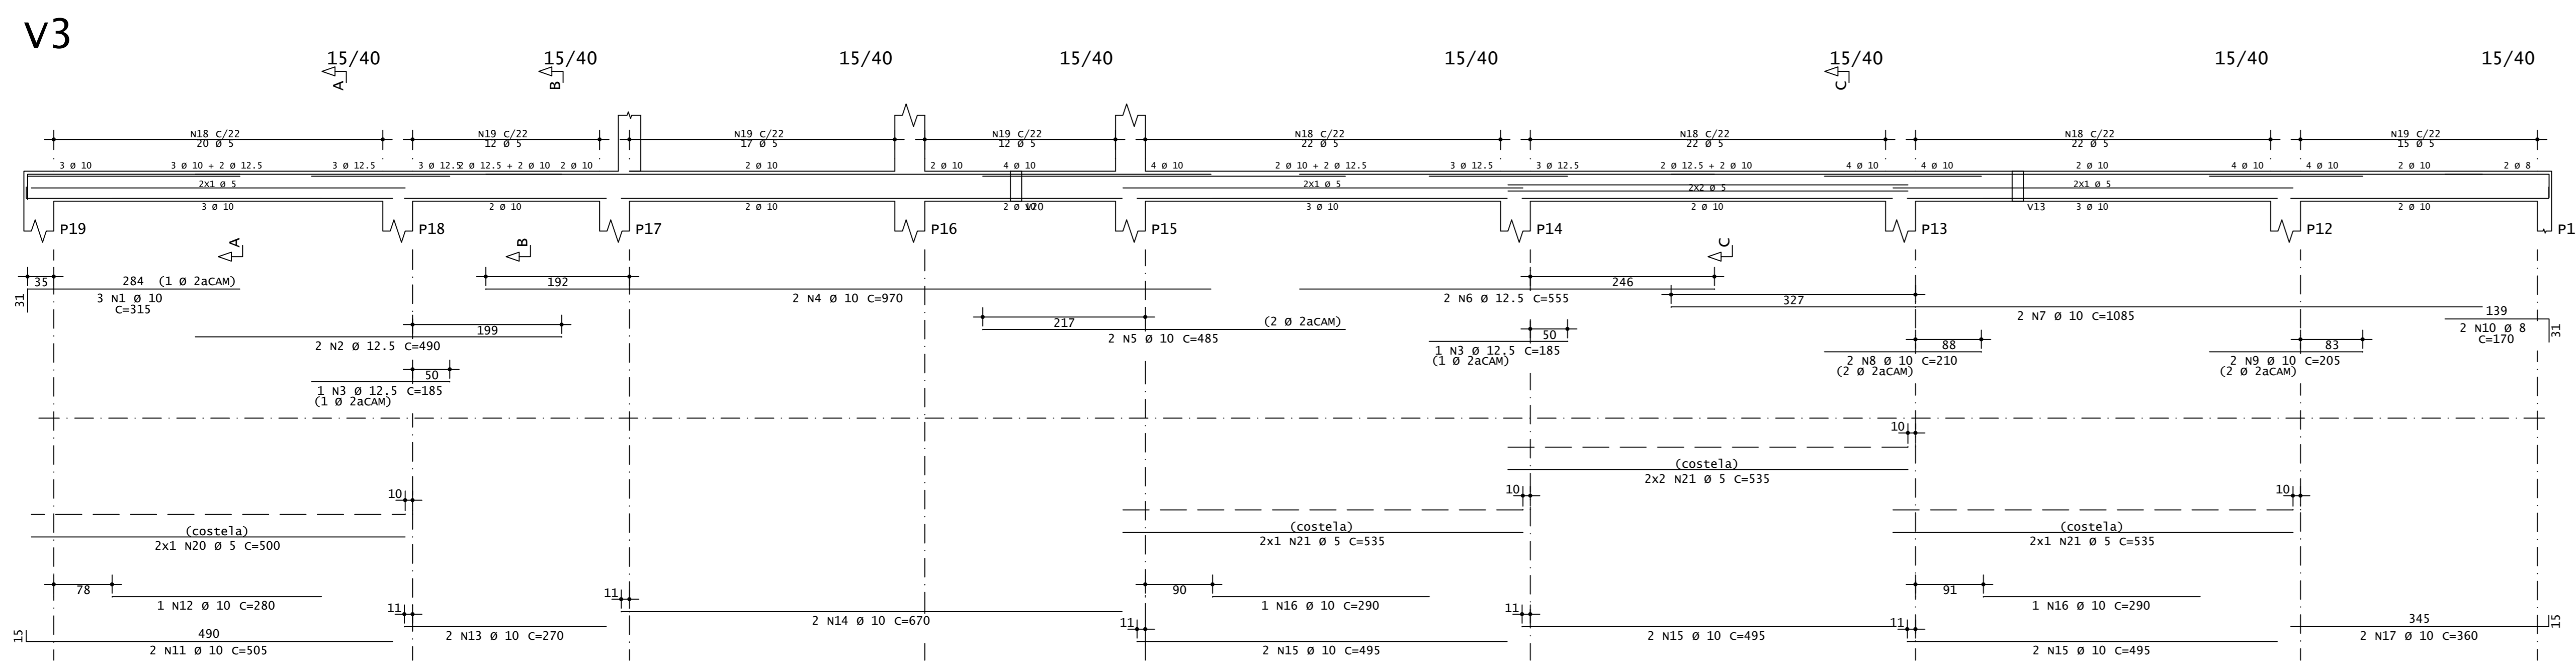 V3
15/40 15/40 15/40 15/40 15/40 15/40 15/40 15/40
A B C
N18 C/22 N19 C/22 N19 C/22 N19 C/22 N18 C/22 N18 C/22 N18 C/22 N19 C/22
20 Ø 5 12 Ø 5 17 Ø 5 12 Ø 5 22 Ø 5 22 Ø 5 22 Ø 5 15 Ø 5
3 Ø 10 3 Ø 10 + 2 Ø 12.5 3 Ø 12.5 3 Ø 12.5 2 Ø 12.5 + 2 Ø 10 2 Ø 10 2 Ø 10 2 Ø 10 4 Ø 10 4 Ø 10 2 Ø 10 + 2 Ø 12.5 3 Ø 12.5 3 Ø 12.5 2 Ø 12.5 + 2 Ø 10 4 Ø 10 4 Ø 10 2 Ø 10 4 Ø 10 4 Ø 10 2 Ø 10 2 Ø 8
2x1 Ø 5 2x1 Ø 5 2x2 Ø 5 2x1 Ø 5
3 Ø 10 2 Ø 10 2 Ø 10 2 Ø 10 V20 3 Ø 10 2 Ø 10 V13 3 Ø 10 2 Ø 10
P19 P18 P17 P16 P15 P14 P13 P12 P1
A B C
35 284 (1 Ø 2aCAM) 192 246
31 3 N1 Ø 10 2 N4 Ø 10 C=970 2 N6 Ø 12.5 C=555 327
C=315 2 N7 Ø 10 C=1085 139
199 217 (2 Ø 2aCAM) 50 2 N10 Ø 8 31
2 N2 Ø 12.5 C=490 2 N5 Ø 10 C=485 1 N3 Ø 12.5 C=185 88 83 C=170
(1 Ø 2aCAM) 2 N8 Ø 10 C=210 2 N9 Ø 10 C=205
50 (2 Ø 2aCAM) (2 Ø 2aCAM)
1 N3 Ø 12.5 C=185
(1 Ø 2aCAM)
10
(costela)
2x2 N21 Ø 5 C=535
10 10 10
(costela) (costela) (costela)
2x1 N20 Ø 5 C=500 2x1 N21 Ø 5 C=535 2x1 N21 Ø 5 C=535
78 11 90 91
1 N12 Ø 10 C=280 1 N16 Ø 10 C=290 1 N16 Ø 10 C=290
11 2 N14 Ø 10 C=670 11
15 490 2 N13 Ø 10 C=270 11 2 N15 Ø 10 C=495 11 345 15
2 N11 Ø 10 C=505 2 N15 Ø 10 C=495 2 N15 Ø 10 C=495 2 N17 Ø 10 C=360